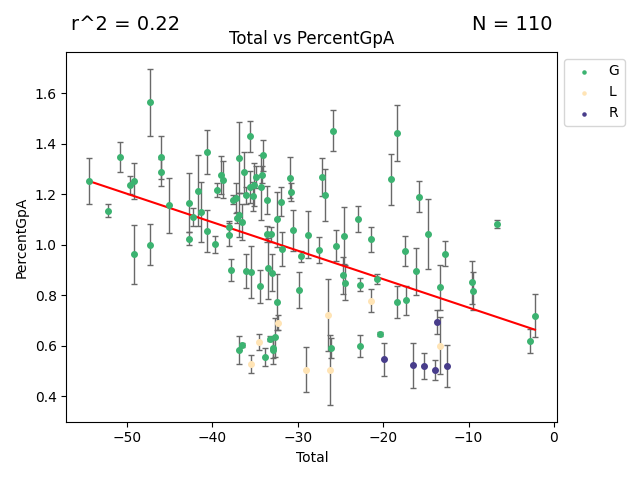 r^2 = 0.22
N = 110
Total vs PercentGpA
G
L
R
PercentGpA
1.6
1.4
1.2
1.0
0.8
0.6
0.4
−50
−40
−30
−20
−10
0
Total